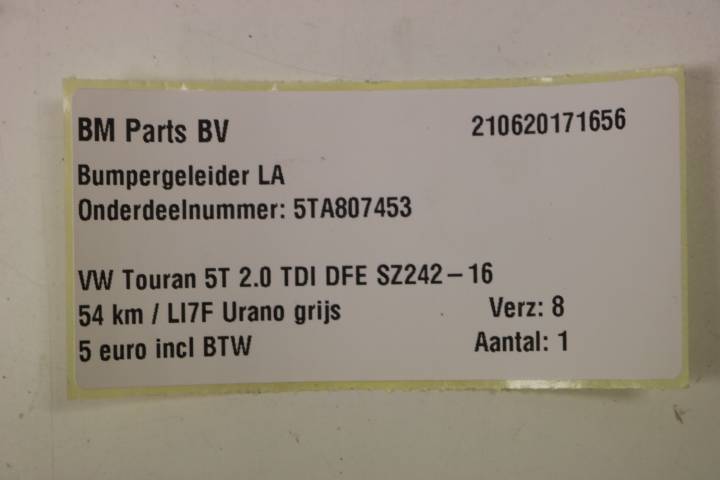 BM Parts BV 210620171656
Bumpergeleider LA
Onderdeelnummer: 5TA807453
VW Touran 5T 2.0 TDI DFE SZ242-16
54 km / LI7F Urano grijs Verz: 8
5 euro incl BTW Aantal: 1